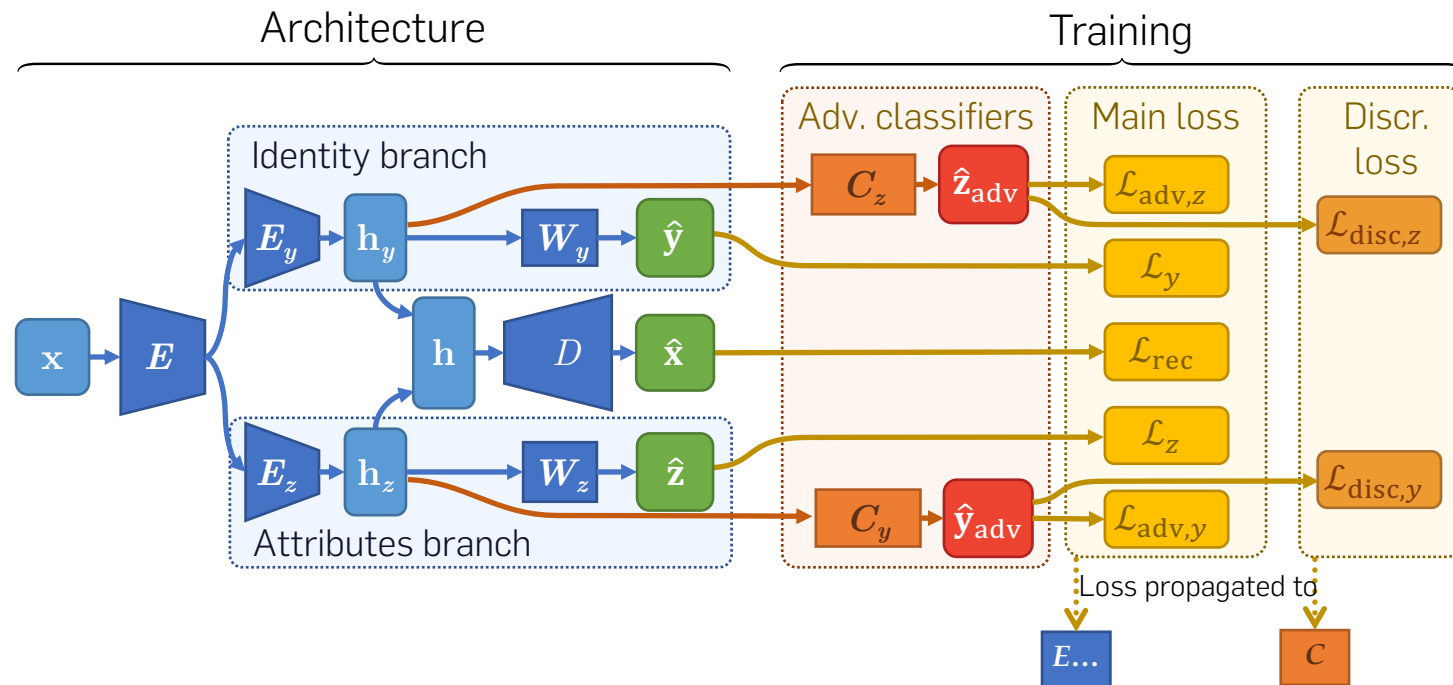 Architecture
Training
Adv. classifiers
Main loss
Discr.
loss
Identity branch
C_z
ẑ_adv
ℒ_adv,z
ℒ_disc,z
E_y
h_y
W_y
ŷ
ℒ_y
x
E
h
D
x̂
ℒ_rec
E_z
h_z
W_z
ẑ
ℒ_z
ℒ_disc,y
C_y
ŷ_adv
ℒ_adv,y
Attributes branch
Loss propagated to
E...
C